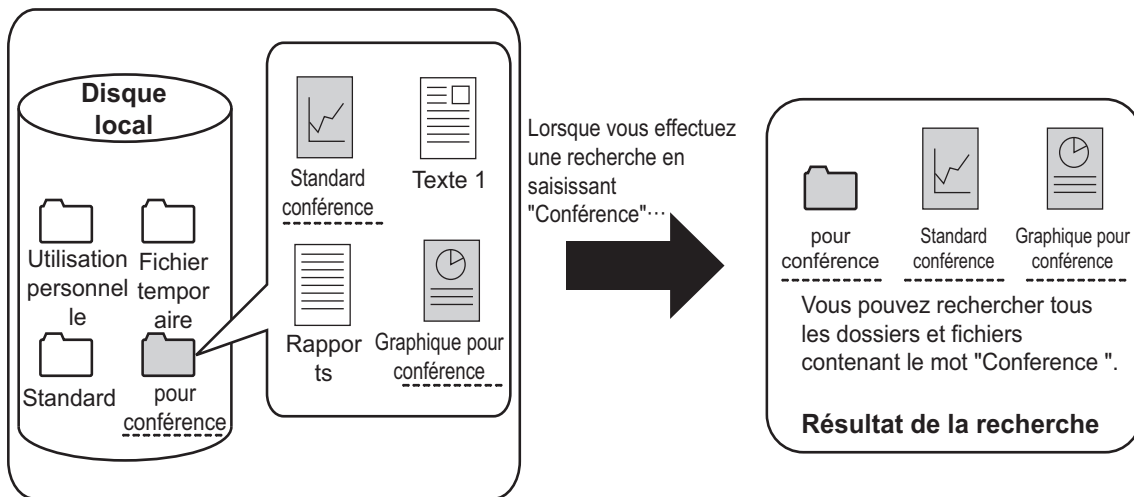 Disque
local
Utilisation
personnel
le
Fichier
tempor
aire
Standard
pour
conférence
Standard
conférence
Texte 1
Rappor
ts
Graphique pour
conférence
Lorsque vous effectuez
une recherche en
saisissant
"Conférence"···
pour
conférence
Standard
conférence
Graphique pour
conférence
Vous pouvez rechercher tous
les dossiers et fichiers
contenant le mot "Conference ".
Résultat de la recherche